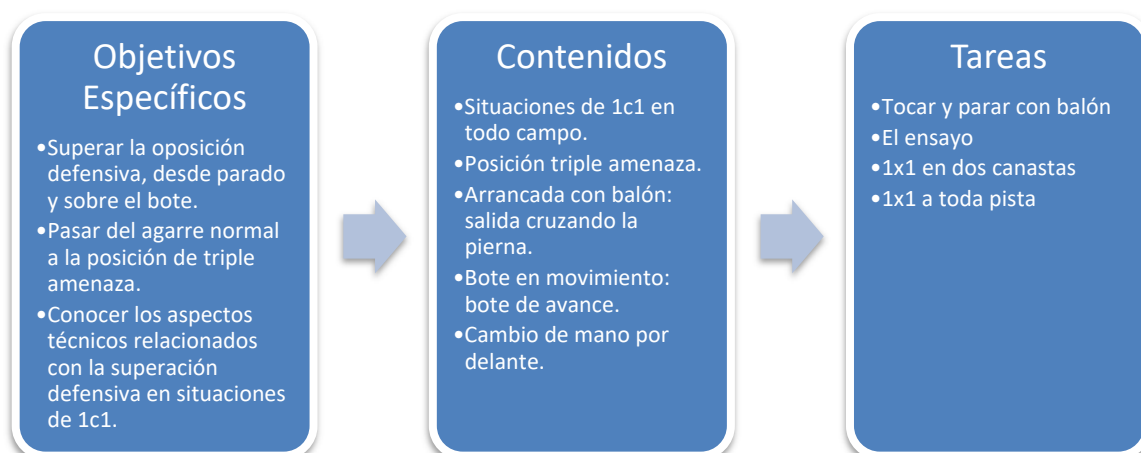 Objetivos
Específicos
•Superar la oposición
defensiva, desde parado
y sobre el bote.
•Pasar del agarre normal
a la posición de triple
amenaza.
•Conocer los aspectos
técnicos relacionados
con la superación
defensiva en situaciones
de 1c1.
Contenidos
•Situaciones de 1c1 en
todo campo.
•Posición triple amenaza.
•Arrancada con balón:
salida cruzando la
pierna.
•Bote en movimiento:
bote de avance.
•Cambio de mano por
delante.
Tareas
•Tocar y parar con balón
•El ensayo
•1x1 en dos canastas
•1x1 a toda pista